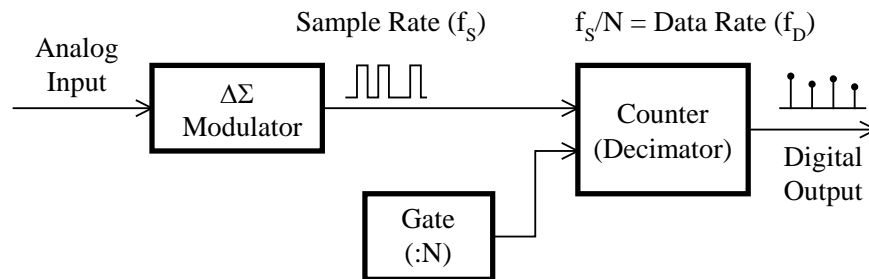 Sample Rate (fS)
fS/N = Data Rate (fD)
Analog
Input
ΔΣ
Modulator
Counter
(Decimator)
Digital
Output
Gate
(:N)